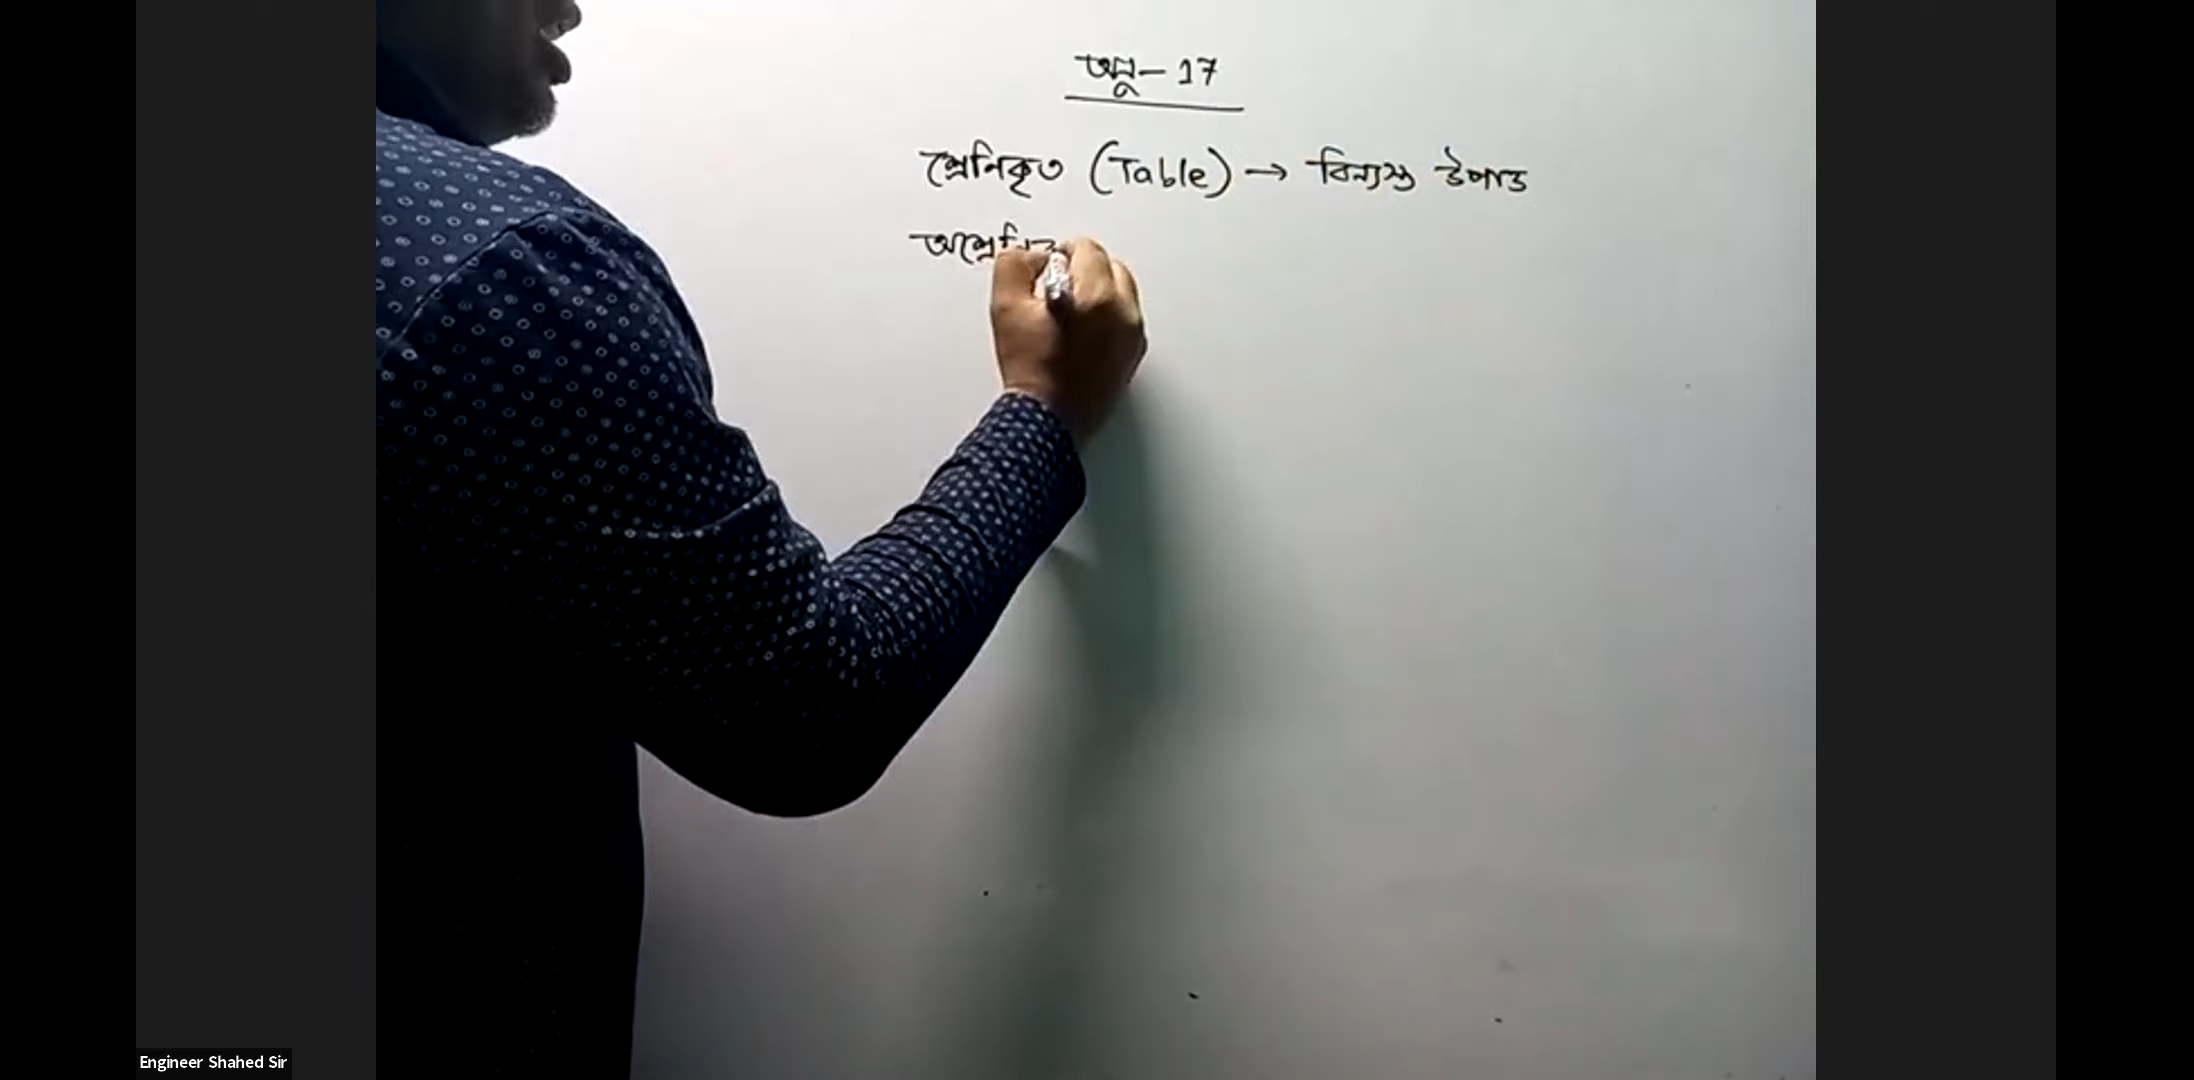 অনু - 17
শ্রেনিকৃত (Table) → বিন্যস্ত উপাত্ত
Engineer Shahed Sir